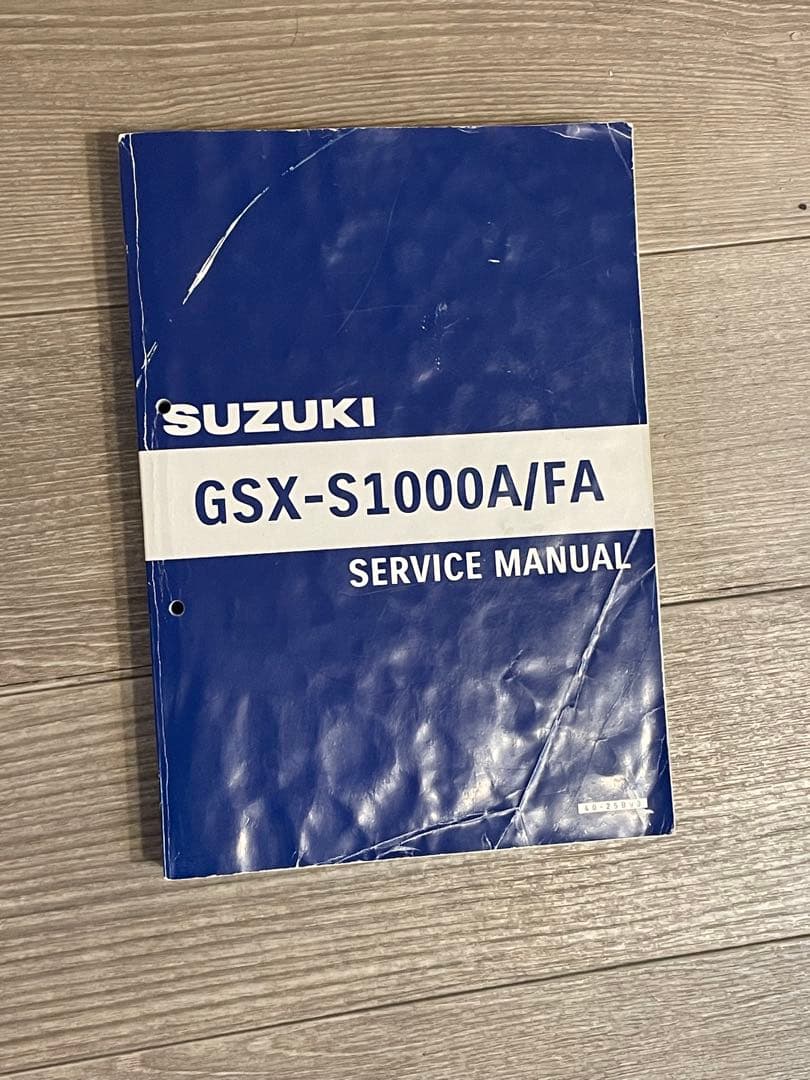 SUZUKI
GSX-S1000A/FA
SERVICE MANUAL